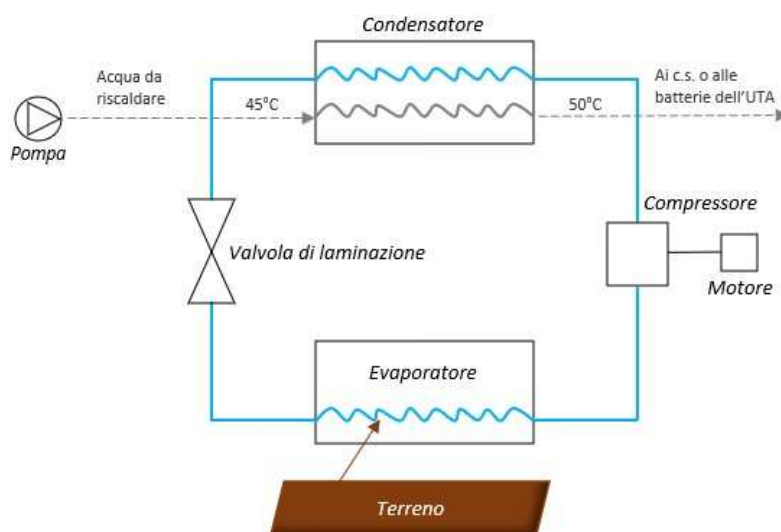 Condensatore
Acqua da
riscaldare
45°C
50°C
Ai c.s. o alle
batterie dell'UTA
Pompa
Compressore
Valvola di laminazione
Motore
Evaporatore
Terreno